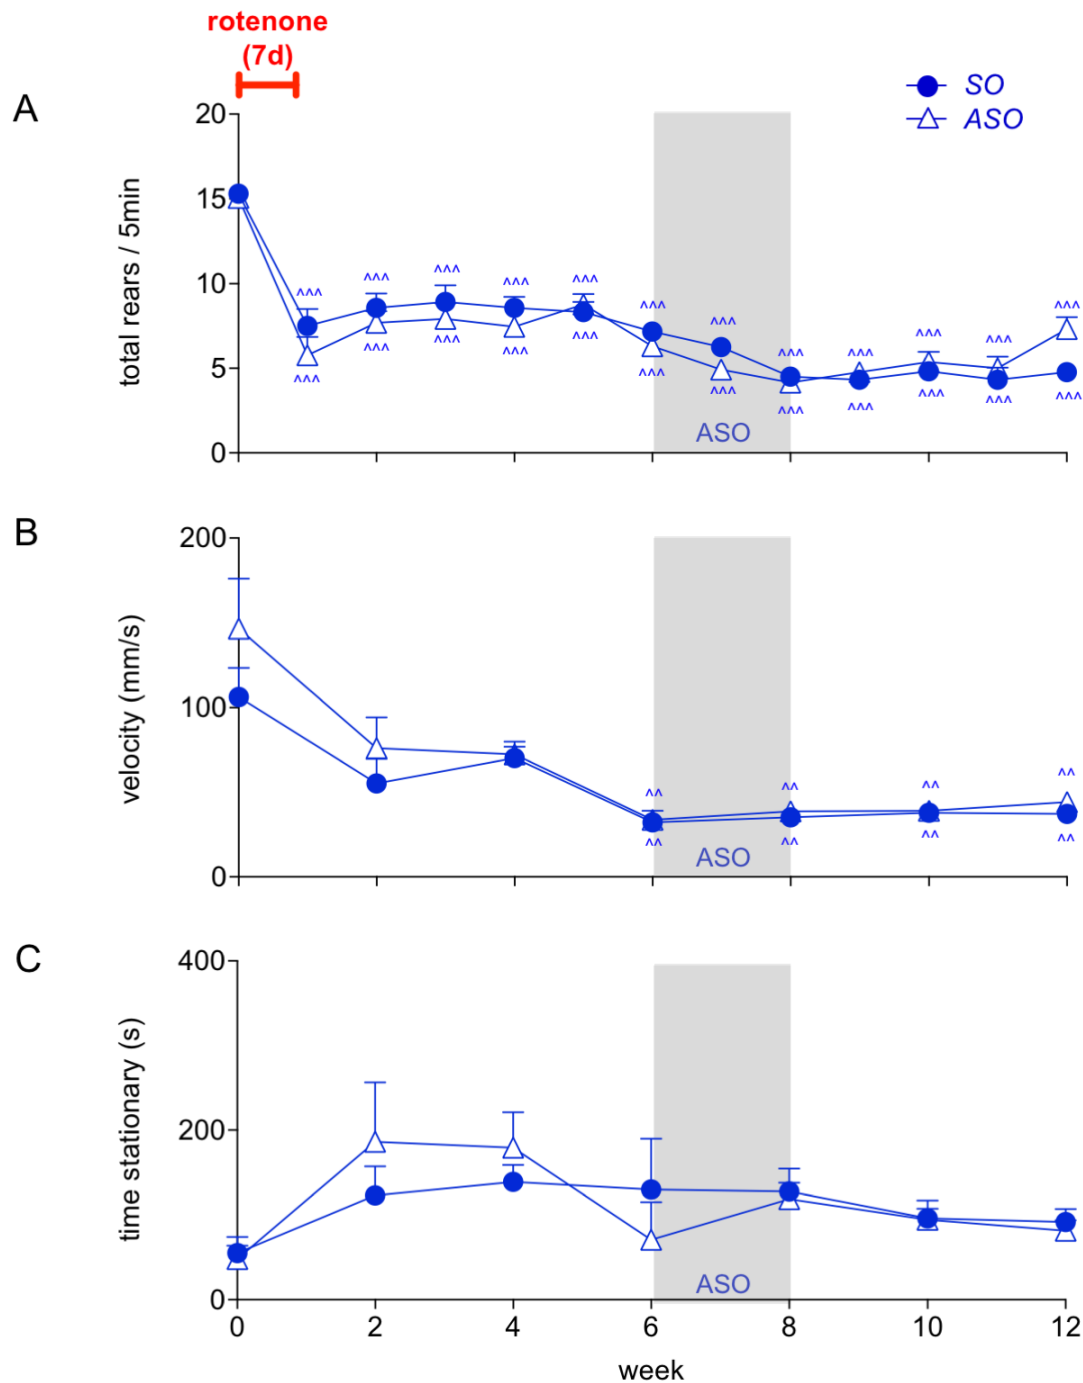 rotenone
(7d)
A
SO
ASO
total rears / 5min
20
15
10
5
0
^^^ ^^^ ^^^ ^^^ ^^^ ^^^ ^^^ ^^^ ^^^ ^^^ ^^^ ^^^
^^^ ^^^ ^^^ ^^^ ^^^ ^^^ ^^^ ^^^ ^^^ ^^^ ^^^ ^^^
ASO
B
velocity (mm/s)
200
100
0
^^ ^^ ^^ ^^
^^ ^^ ^^ ^^
ASO
C
time stationary (s)
400
200
0
ASO
0 2 4 6 8 10 12
week